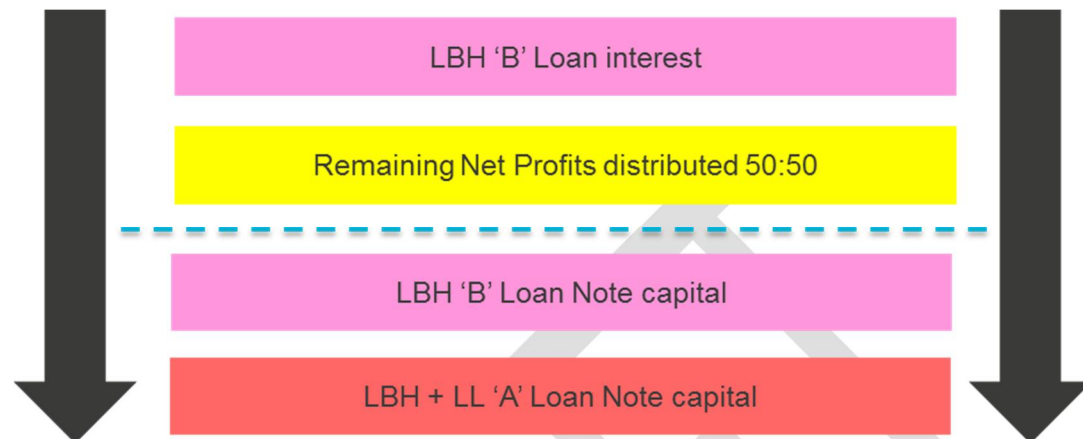 LBH ‘B’ Loan interest
Remaining Net Profits distributed 50:50
LBH ‘B’ Loan Note capital
LBH + LL ‘A’ Loan Note capital